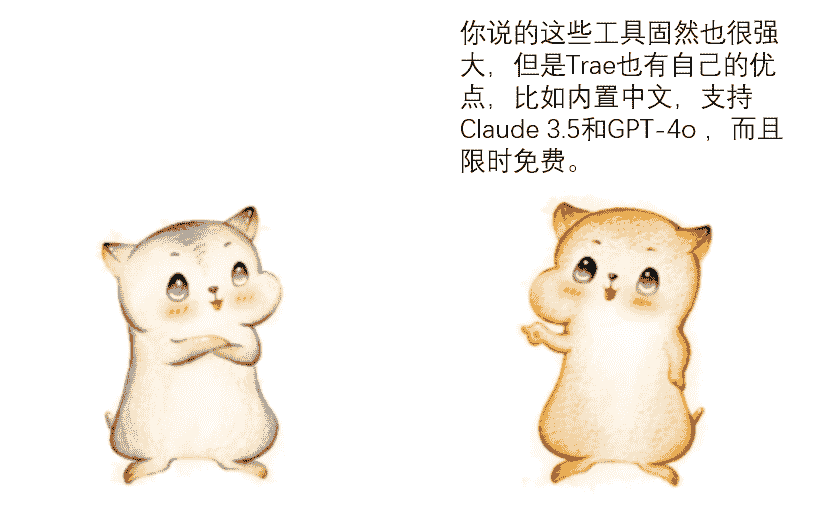 你说的这些工具固然也很强
大，但是Trae也有自己的优
点，比如内置中文，支持
Claude 3.5和GPT-4o ，而且
限时免费。